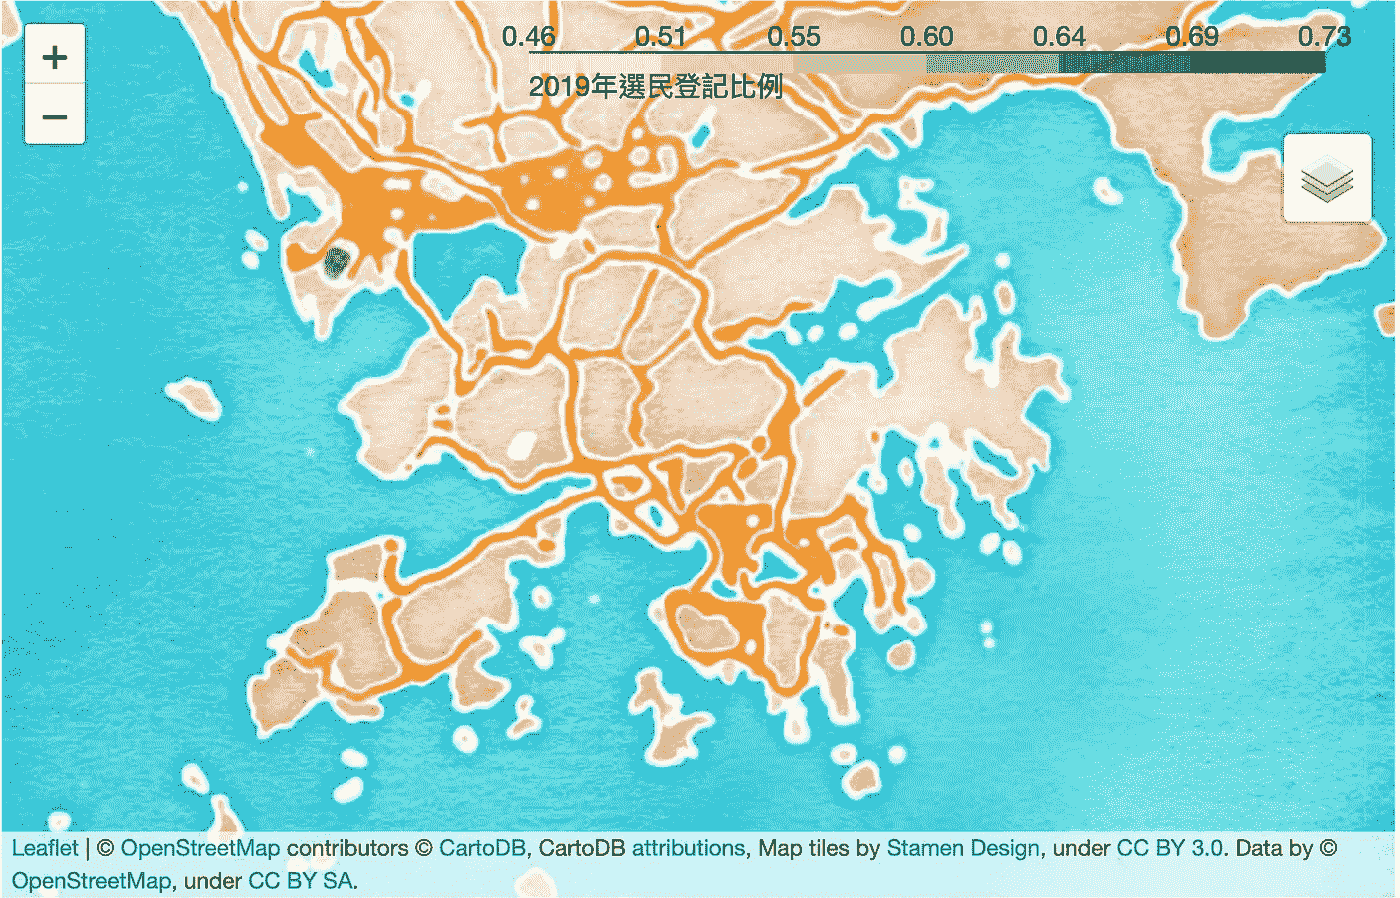 +
−
0.46 0.51 0.55 0.60 0.64 0.69 0.73
2019年選民登記比例
Leaflet | © OpenStreetMap contributors © CartoDB, CartoDB attributions, Map tiles by Stamen Design, under CC BY 3.0. Data by ©
OpenStreetMap, under CC BY SA.